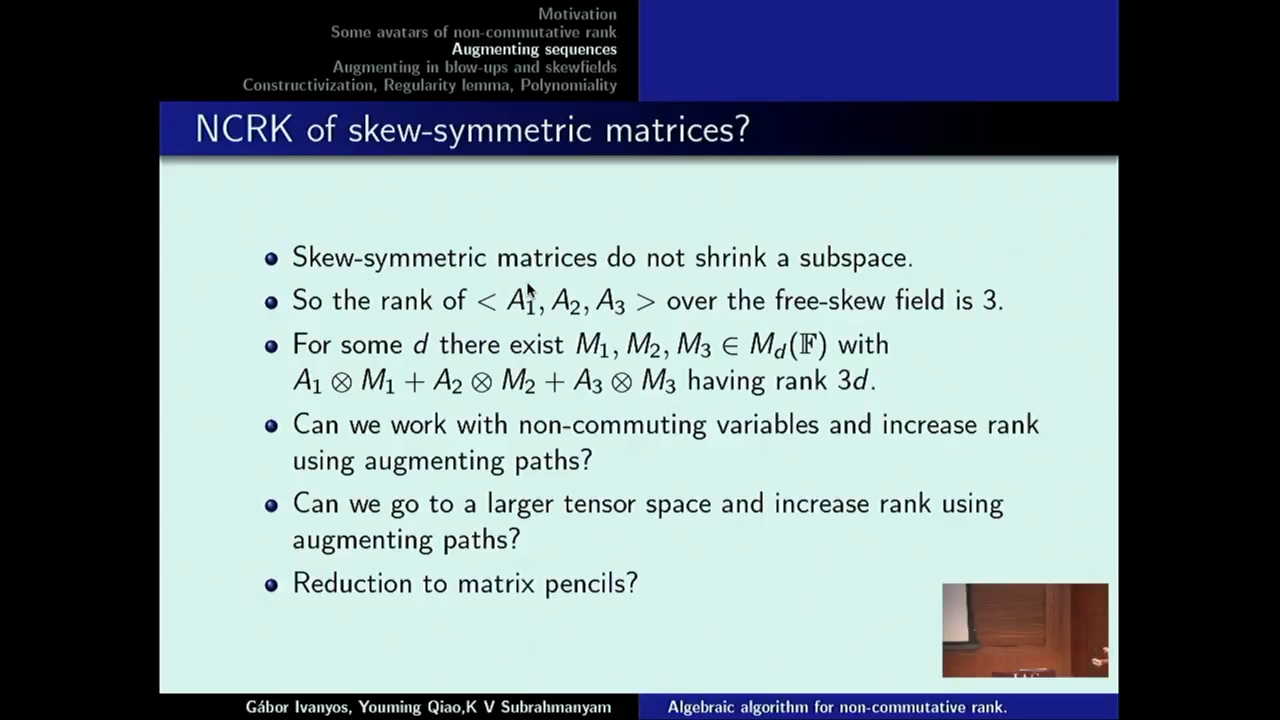 Motivation
Some avatars of non-commutative rank
Augmenting sequences
Augmenting in blow-ups and skewfields
Constructivization, Regularity lemma, Polynomiality
NCRK of skew-symmetric matrices?
Skew-symmetric matrices do not shrink a subspace.
So the rank of < A₁, A₂, A₃ > over the free-skew field is 3.
For some d there exist M₁, M₂, M₃ ∈ M_d(𝔽) with
A₁ ⊗ M₁ + A₂ ⊗ M₂ + A₃ ⊗ M₃ having rank 3d.
Can we work with non-commuting variables and increase rank
using augmenting paths?
Can we go to a larger tensor space and increase rank using
augmenting paths?
Reduction to matrix pencils?
Gábor Ivanyos, Youming Qiao,K V Subrahmanyam
Algebraic algorithm for non-commutative rank.